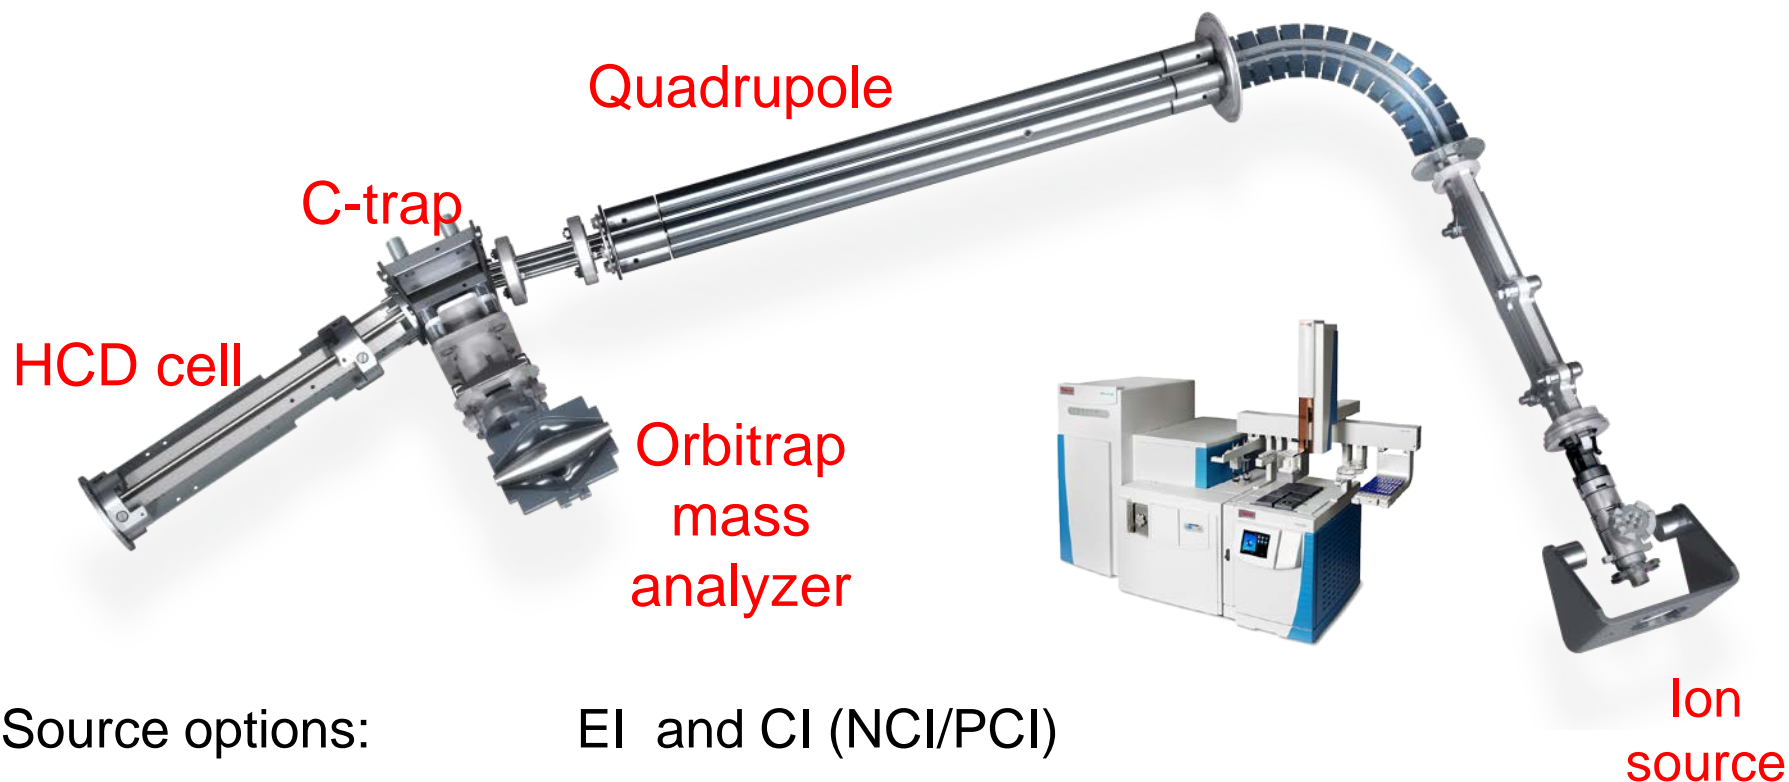 Quadrupole
C-trap
HCD cell
Orbitrap
mass
analyzer
Ion
source
Source options: EI and CI (NCI/PCI)